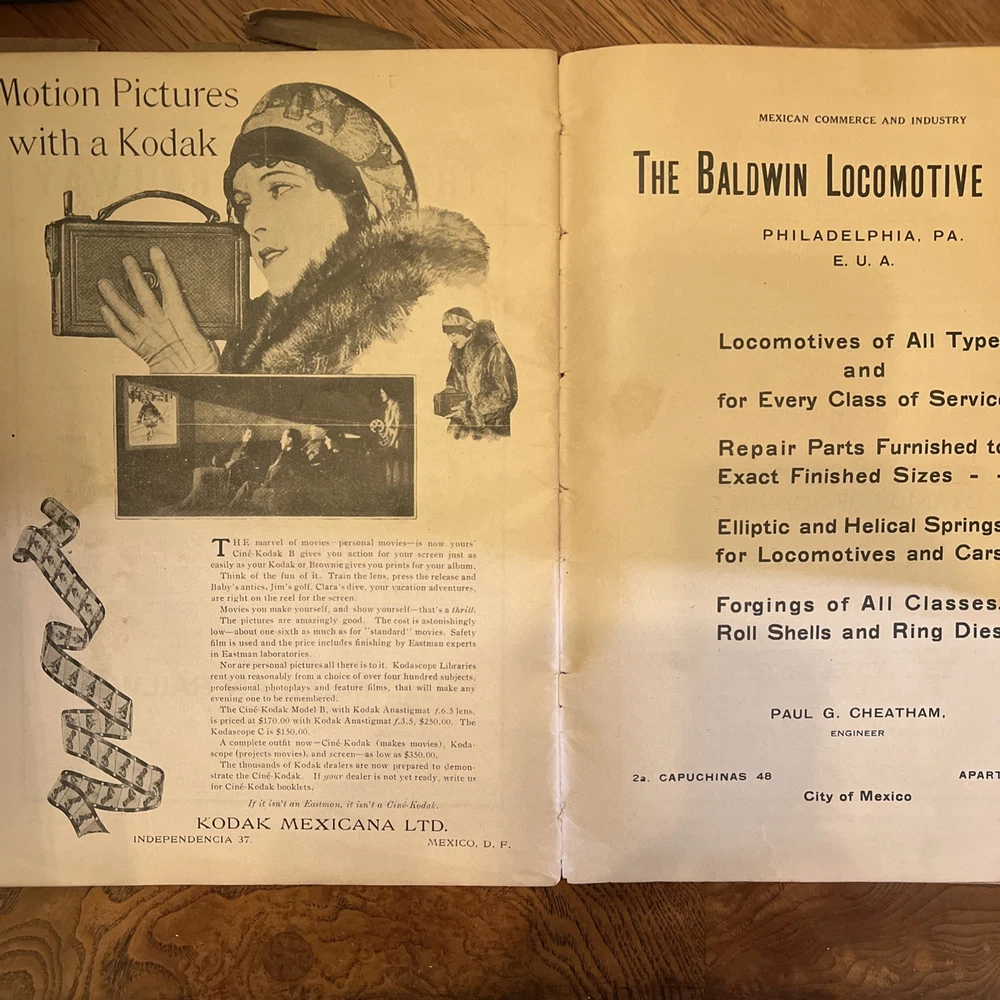 Motion Pictures
with a Kodak
THE marvel of movies—personal movies—is now yours!
Ciné-Kodak B gives you action for your screen just as
easily as your Kodak or Brownie gives you prints for your album.
Think of the fun of it. Train the lens, press the release and
Baby's antics, Jim's golf, Clara's dive, your vacation adventures,
are right on the reel for the screen.
Movies you make yourself, and show yourself—that's a thrill.
The pictures are amazingly good. The cost is astonishingly
low—about one-sixth as much as for "standard" movies. Safety
film is used and the price includes finishing by Eastman experts
in Eastman laboratories.
Nor are personal pictures all there is to it. Kodascope Libraries
rent you reasonably from a choice of over four hundred subjects,
professional photoplays and feature films, that will make any
evening one to be remembered.
The Ciné-Kodak Model B, with Kodak Anastigmat f.6.5 lens,
is priced at $170.00 with Kodak Anastigmat f.3.5, $250.00. The
Kodascope C is $150.00.
A complete outfit now—Ciné-Kodak (makes movies), Koda-
scope (projects movies), and screen—as low as $350.00.
The thousands of Kodak dealers are now prepared to demon-
strate the Ciné-Kodak. If your dealer is not yet ready, write us
for Ciné-Kodak booklets.
If it isn't an Eastman, it isn't a Ciné-Kodak.
KODAK MEXICANA LTD.
INDEPENDENCIA 37. MEXICO, D. F.
MEXICAN COMMERCE AND INDUSTRY
THE BALDWIN LOCOMOTIVE
PHILADELPHIA, PA.
E. U. A.
Locomotives of All Type
and
for Every Class of Servic
Repair Parts Furnished to
Exact Finished Sizes - -
Elliptic and Helical Springs
for Locomotives and Cars
Forgings of All Classes.
Roll Shells and Ring Dies
PAUL G. CHEATHAM,
ENGINEER
2a. CAPUCHINAS 48 APART
City of Mexico